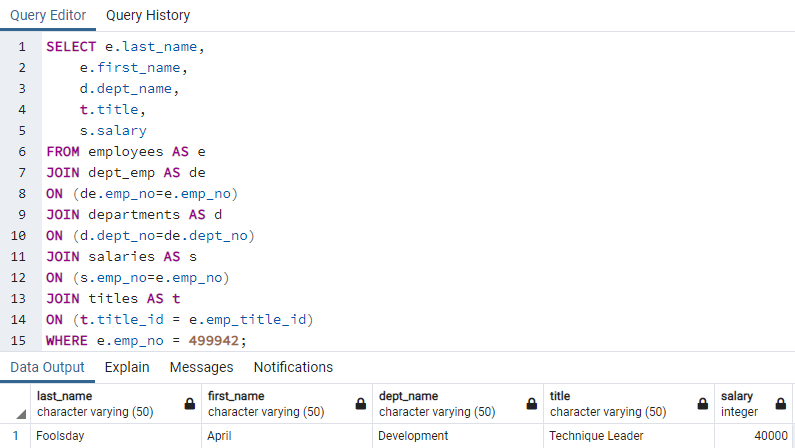 Query Editor Query History
1 SELECT e.last_name,
2 e.first_name,
3 d.dept_name,
4 t.title,
5 s.salary
6 FROM employees AS e
7 JOIN dept_emp AS de
8 ON (de.emp_no=e.emp_no)
9 JOIN departments AS d
10 ON (d.dept_no=de.dept_no)
11 JOIN salaries AS s
12 ON (s.emp_no=e.emp_no)
13 JOIN titles AS t
14 ON (t.title_id = e.emp_title_id)
15 WHERE e.emp_no = 499942;
Data Output Explain Messages Notifications
last_name first_name dept_name title salary
character varying (50) character varying (50) character varying (50) character varying (50) integer
1 Foolsday April Development Technique Leader 40000